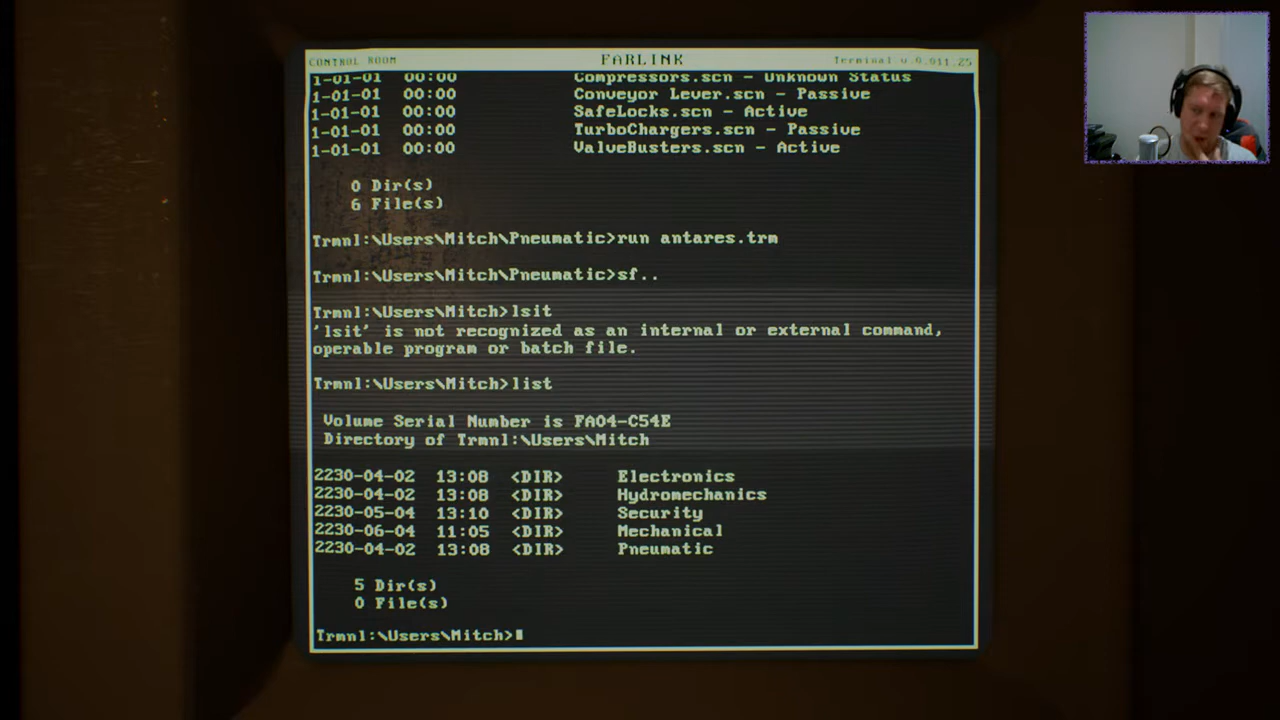 CONTROL ROOM FARLINK Terminal v.0.011.25
1-01-01 00:00 Compressors.scn - Unknown Status
1-01-01 00:00 Conveyor Lever.scn - Passive
1-01-01 00:00 SafeLocks.scn - Active
1-01-01 00:00 TurboChargers.scn - Passive
1-01-01 00:00 ValveBusters.scn - Active
0 Dir(s)
6 File(s)
Trmnl:\Users\Mitch\Pneumatic>run antares.trm
Trmnl:\Users\Mitch\Pneumatic>sf..
Trmnl:\Users\Mitch>lsit
'lsit' is not recognized as an internal or external command,
operable program or batch file.
Trmnl:\Users\Mitch>list
Volume Serial Number is FA04-C54E
Directory of Trmnl:\Users\Mitch
2230-04-02 13:08 <DIR> Electronics
2230-04-02 13:08 <DIR> Hydromechanics
2230-05-04 13:10 <DIR> Security
2230-06-04 11:05 <DIR> Mechanical
2230-04-02 13:08 <DIR> Pneumatic
5 Dir(s)
0 File(s)
Trmnl:\Users\Mitch>